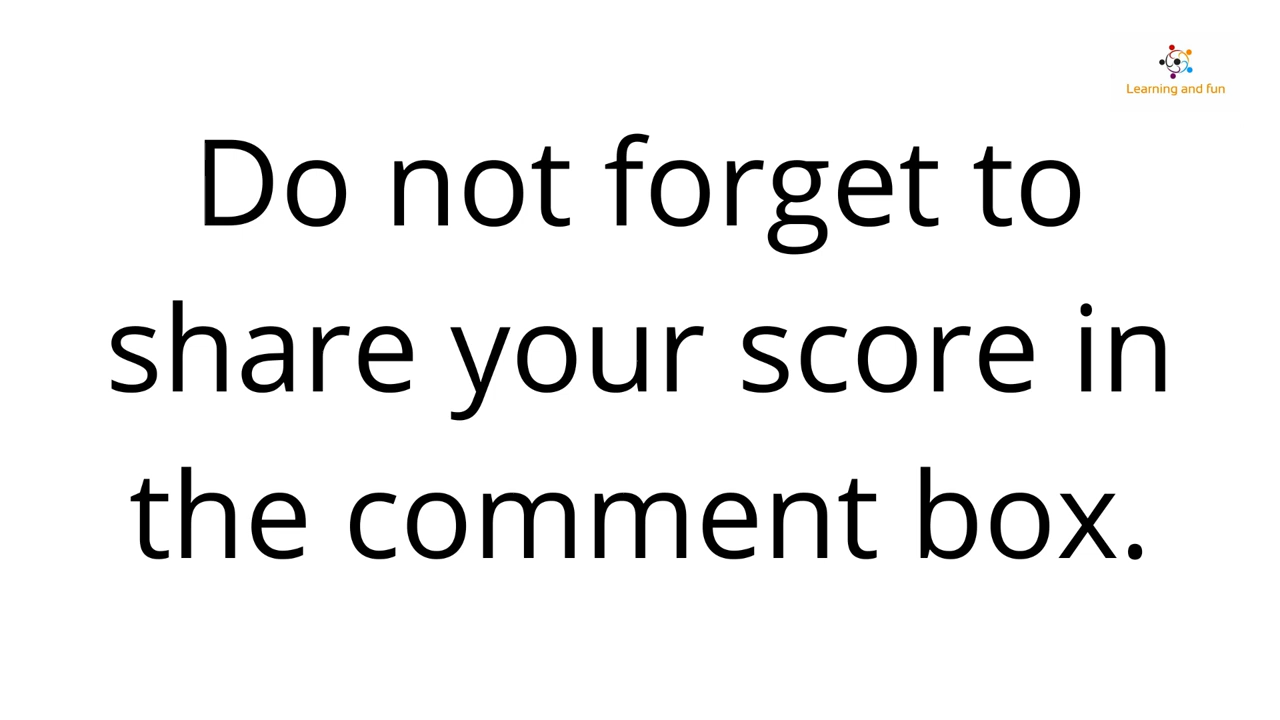 Learning and fun
Do not forget to
share your score in
the comment box.